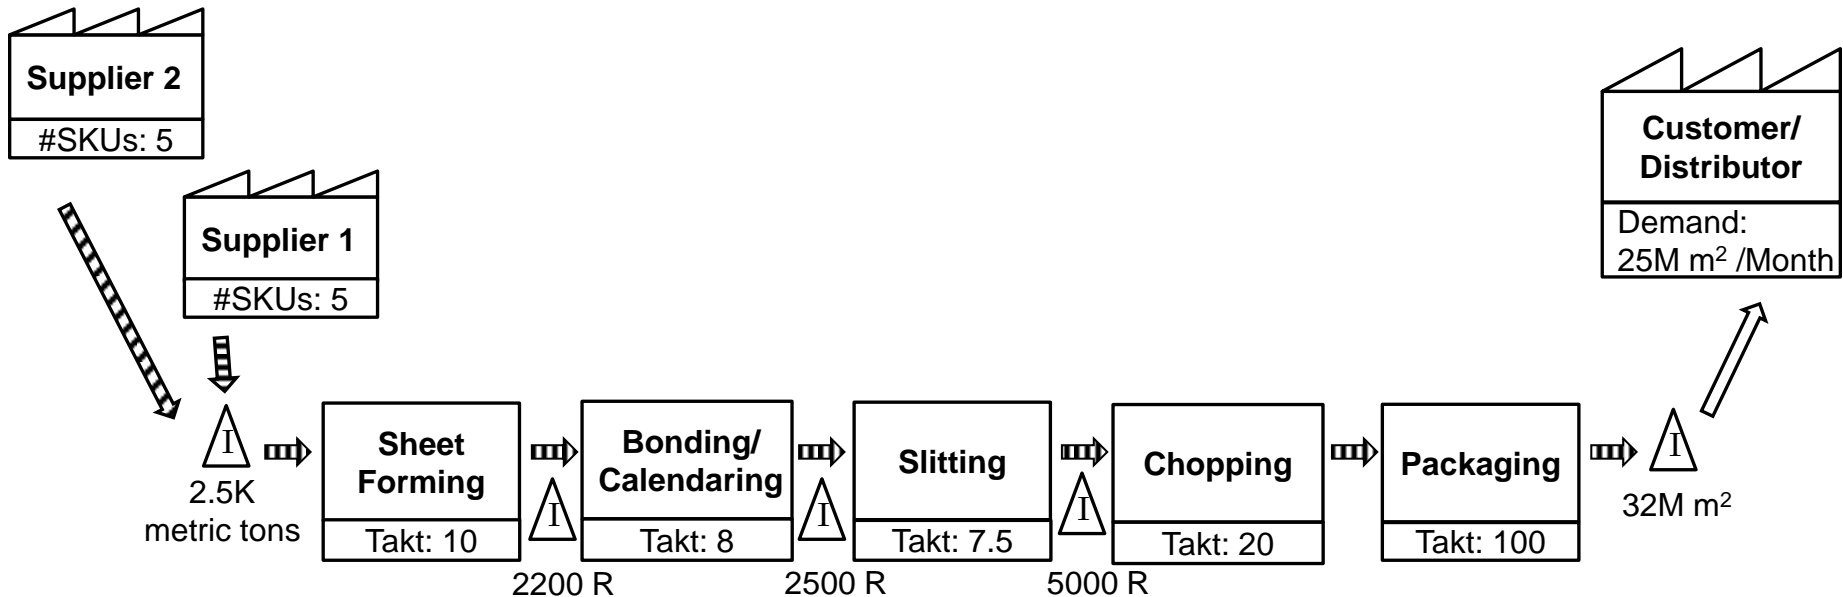 Supplier 2
#SKUs: 5
Supplier 1
#SKUs: 5
Customer/
Distributor
Demand:
25M m² /Month
I
2.5K
metric tons
Sheet
Forming
Takt: 10
I
2200 R
Bonding/
Calendaring
Takt: 8
I
2500 R
Slitting
Takt: 7.5
I
5000 R
Chopping
Takt: 20
Packaging
Takt: 100
I
32M m²